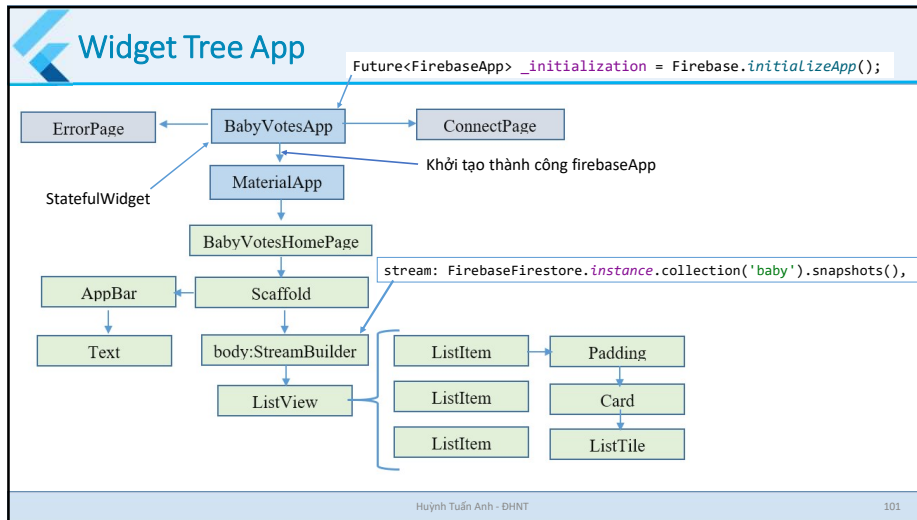 Widget Tree App
Future<FirebaseApp> _initialization = Firebase.initializeApp();
ErrorPage
BabyVotesApp
ConnectPage
Khởi tạo thành công firebaseApp
StatefulWidget
MaterialApp
BabyVotesHomePage
stream: FirebaseFirestore.instance.collection('baby').snapshots(),
AppBar
Scaffold
Text
body:StreamBuilder
ListItem
Padding
ListView
ListItem
Card
ListItem
ListTile
Huỳnh Tuấn Anh - ĐHNT
101